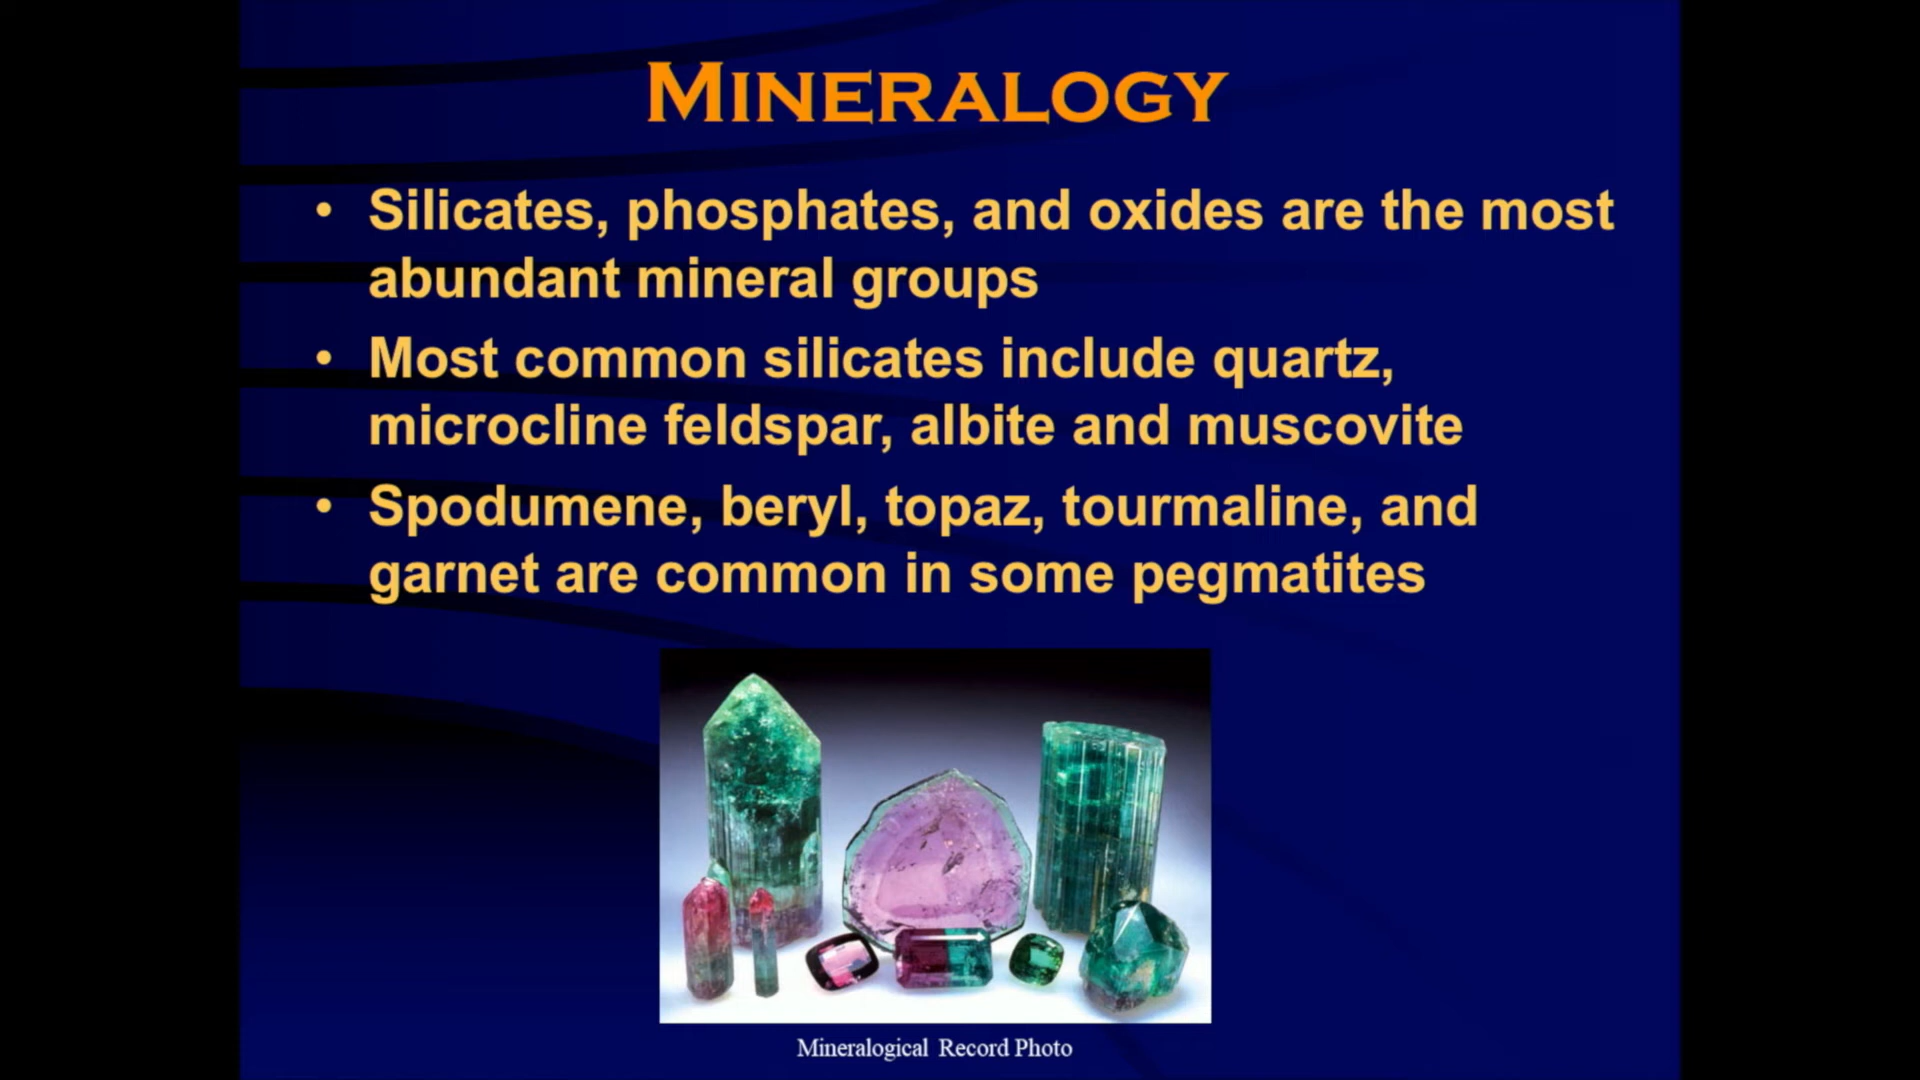 MINERALOGY
• Silicates, phosphates, and oxides are the most
abundant mineral groups
• Most common silicates include quartz,
microcline feldspar, albite and muscovite
• Spodumene, beryl, topaz, tourmaline, and
garnet are common in some pegmatites
Mineralogical Record Photo